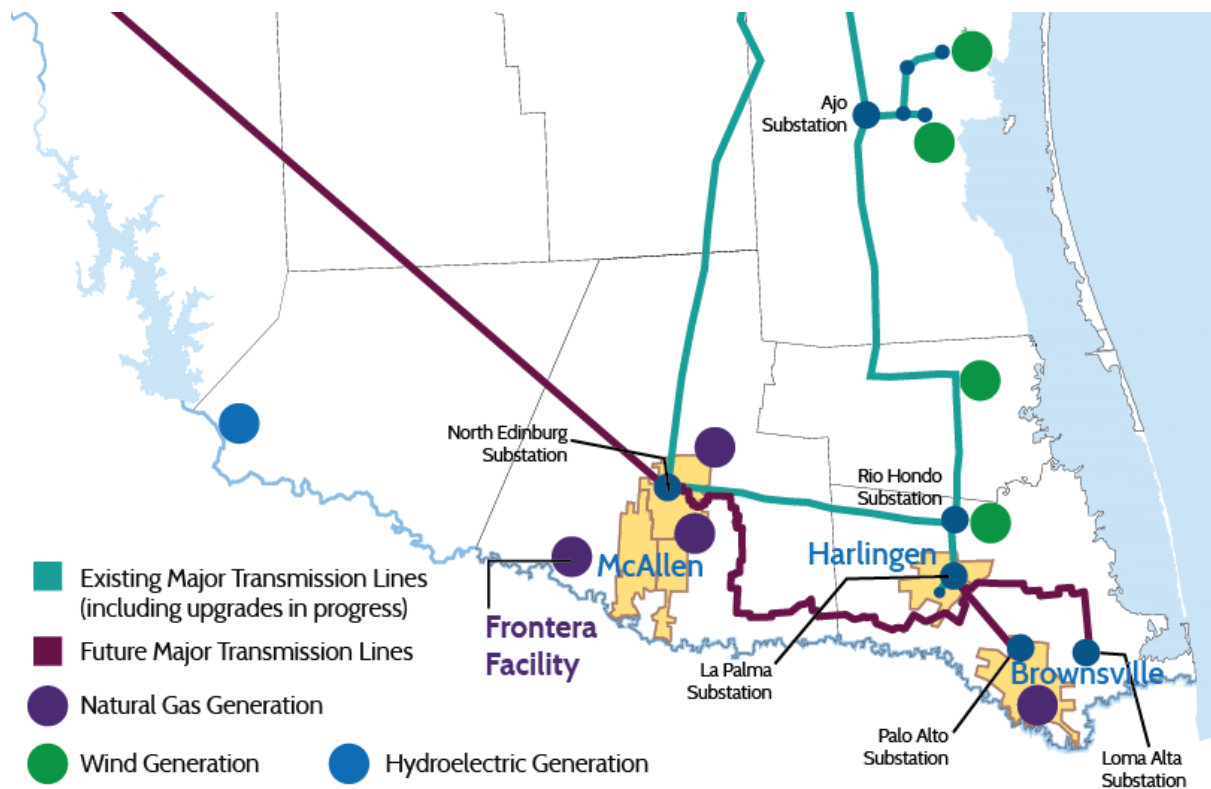 Ajo
Substation
North Edinburg
Substation
Rio Hondo
Substation
Harlingen
McAllen
Existing Major Transmission Lines
(including upgrades in progress)
Frontera
Facility
Future Major Transmission Lines
La Palma
Substation
Brownsville
Natural Gas Generation
Palo Alto
Substation
Loma Alta
Substation
Wind Generation
Hydroelectric Generation